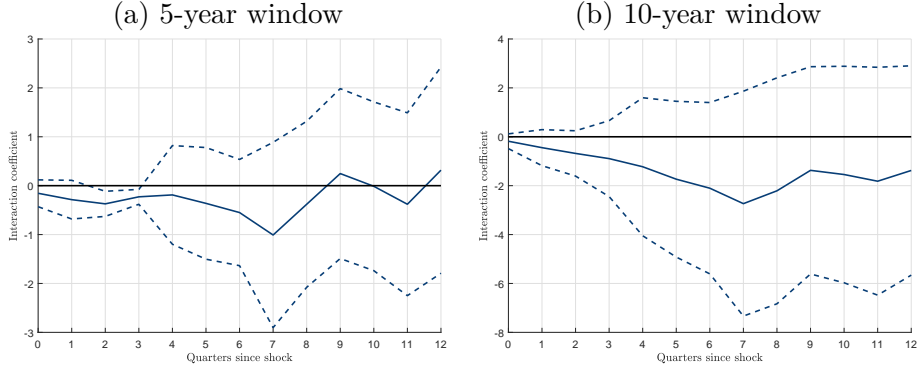 (a) 5-year window
(b) 10-year window
3
2
1
0
-1
-2
-3
Interaction coefficient
0 1 2 3 4 5 6 7 8 9 10 11 12
Quarters since shock
4
2
0
-2
-4
-6
-8
Interaction coefficient
0 1 2 3 4 5 6 7 8 9 10 11 12
Quarters since shock